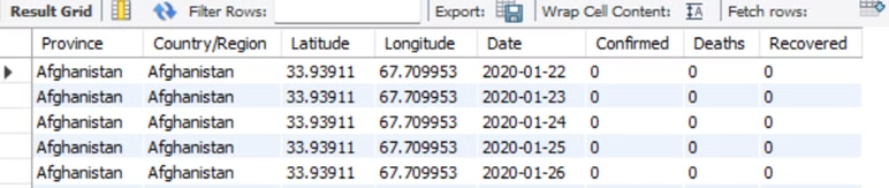 Result Grid Filter Rows: Export: Wrap Cell Content: Fetch rows:
Province Country/Region Latitude Longitude Date Confirmed Deaths Recovered
Afghanistan Afghanistan 33.93911 67.709953 2020-01-22 0 0 0
Afghanistan Afghanistan 33.93911 67.709953 2020-01-23 0 0 0
Afghanistan Afghanistan 33.93911 67.709953 2020-01-24 0 0 0
Afghanistan Afghanistan 33.93911 67.709953 2020-01-25 0 0 0
Afghanistan Afghanistan 33.93911 67.709953 2020-01-26 0 0 0